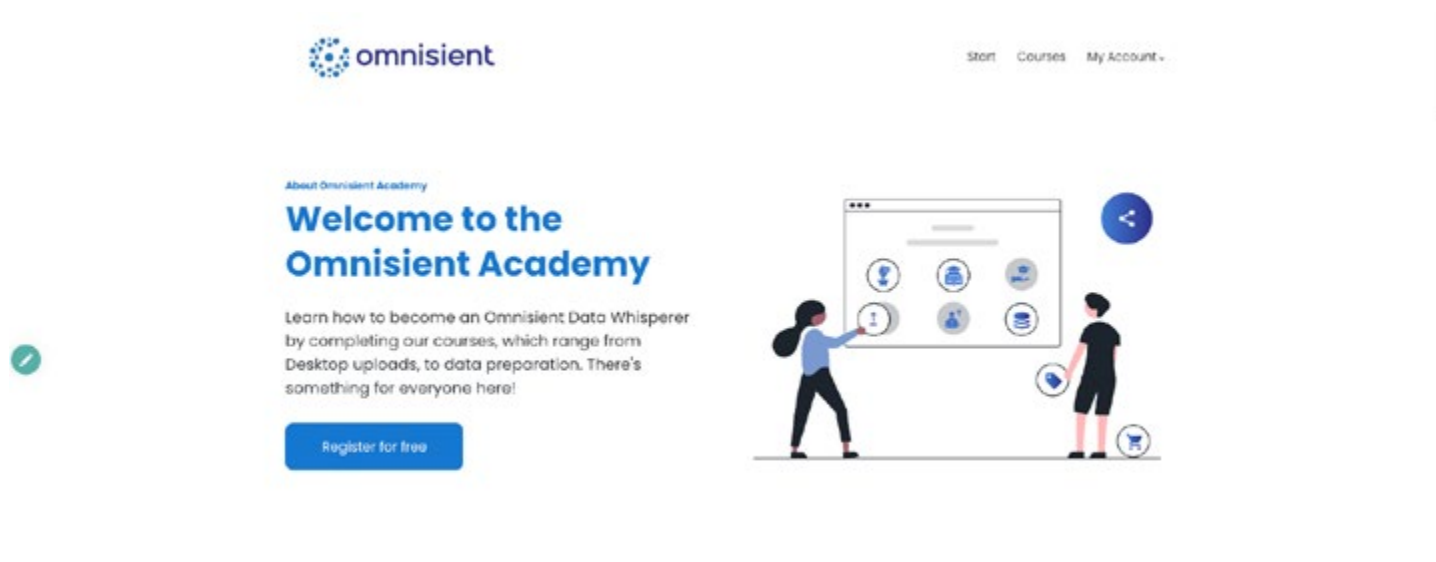 omnisient
Start Courses My Account
About Omnisient Academy
Welcome to the
Omnisient Academy
Learn how to become an Omnisient Data Whisperer
by completing our courses, which range from
Desktop uploads, to data preparation. There's
something for everyone here!
Register for free